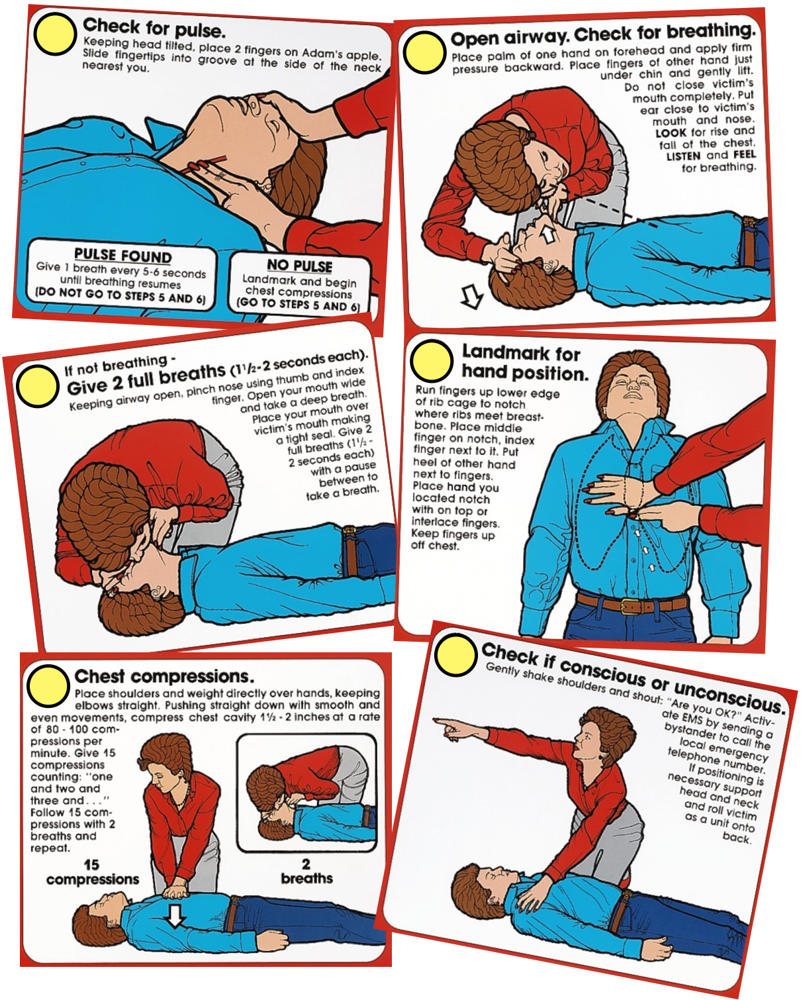 Check for pulse.
Keeping head tilted, place 2 fingers on Adam's apple.
Slide fingertips into groove at the side of the neck
nearest you.
PULSE FOUND
Give 1 breath every 5-6 seconds
until breathing resumes
(DO NOT GO TO STEPS 5 AND 6)
NO PULSE
Landmark and begin
chest compressions
(GO TO STEPS 5 AND 6)
Open airway. Check for breathing.
Place palm of one hand on forehead and apply firm
pressure backward. Place fingers of other hand just
under chin and gently lift.
Do not close victim's
mouth completely. Put
ear close to victim's
mouth and nose.
LOOK for rise and
fall of the chest.
LISTEN and FEEL
for breathing.
If not breathing -
Give 2 full breaths (1½-2 seconds each).
Keeping airway open, pinch nose using thumb and index
finger. Open your mouth wide
and take a deep breath.
Place your mouth over
victim's mouth making
a tight seal. Give 2
full breaths (1½ -
2 seconds each)
with a pause
between to
take a breath.
Landmark for
hand position.
Run fingers up lower edge
of rib cage to notch
where ribs meet breast-
bone. Place middle
finger on notch, index
finger next to it. Put
heel of other hand
next to fingers.
Place hand you
located notch
with on top or
interlace fingers.
Keep fingers up
off chest.
Chest compressions.
Place shoulders and weight directly over hands, keeping
elbows straight. Pushing straight down with smooth and
even movements, compress chest cavity 1½ - 2 inches at a rate
of 80 - 100 com-
pressions per
minute. Give 15
compressions
counting: "one
and two and
three and . . ."
Follow 15 com-
pressions with 2
breaths and
repeat.
15
compressions
2
breaths
Check if conscious or unconscious.
Gently shake shoulders and shout: "Are you OK?" Activ-
ate EMS by sending a
bystander to call the
local emergency
telephone number.
If positioning is
necessary support
head and neck
and roll victim
as a unit onto
back.